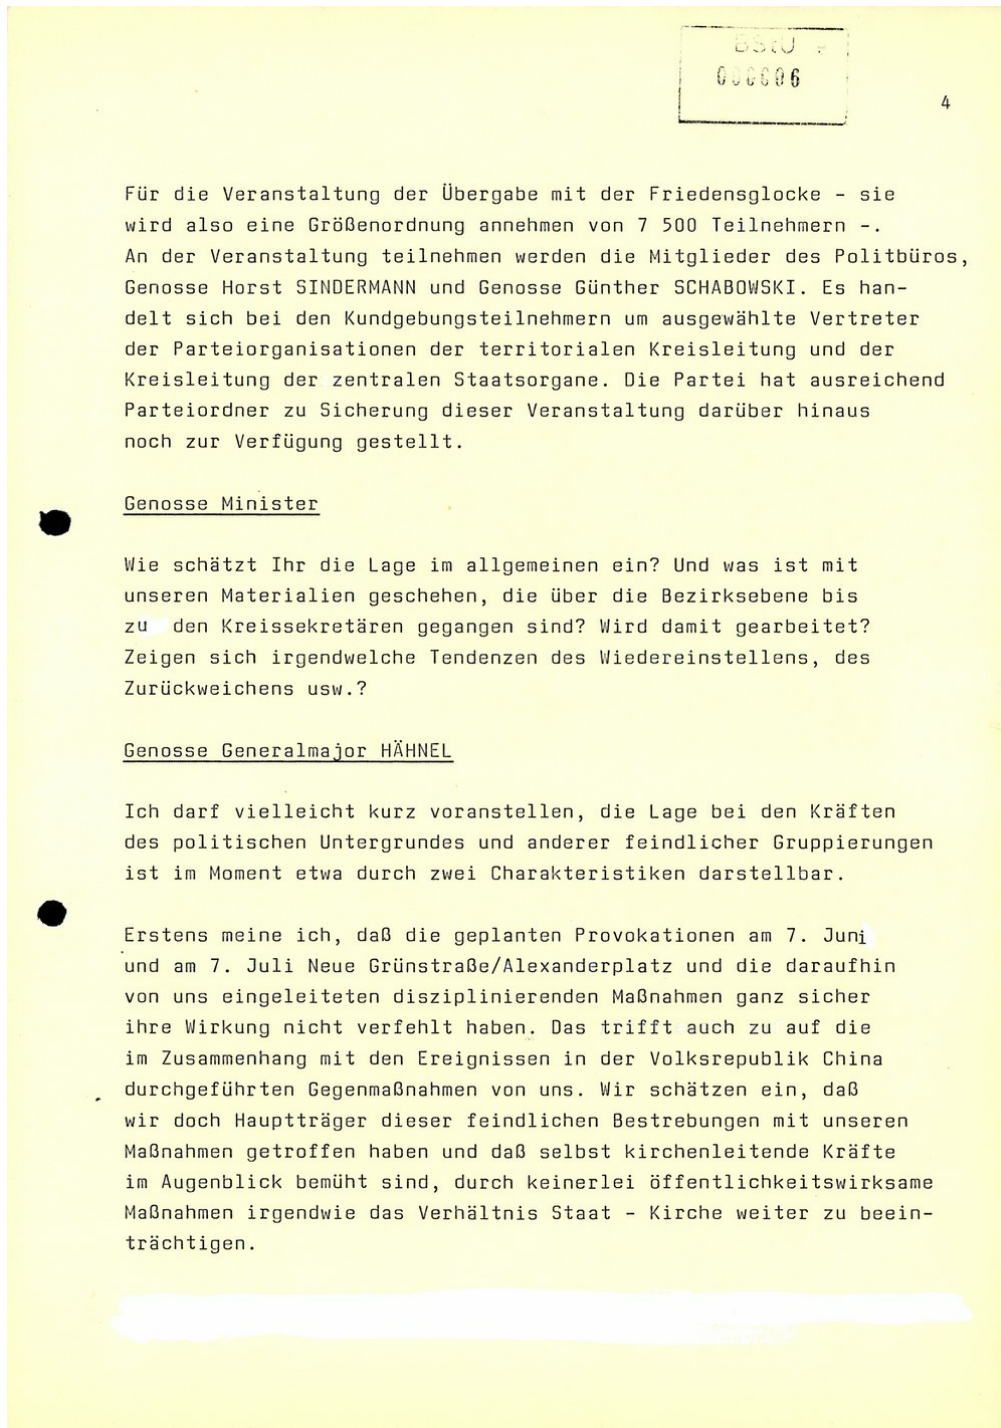 BStU
000006
4
Für die Veranstaltung der Übergabe mit der Friedensglocke - sie
wird also eine Größenordnung annehmen von 7 500 Teilnehmern -.
An der Veranstaltung teilnehmen werden die Mitglieder des Politbüros,
Genosse Horst SINDERMANN und Genosse Günther SCHABOWSKI. Es han-
delt sich bei den Kundgebungsteilnehmern um ausgewählte Vertreter
der Parteiorganisationen der territorialen Kreisleitung und der
Kreisleitung der zentralen Staatsorgane. Die Partei hat ausreichend
Parteiordner zu Sicherung dieser Veranstaltung darüber hinaus
noch zur Verfügung gestellt.
Genosse Minister
Wie schätzt Ihr die Lage im allgemeinen ein? Und was ist mit
unseren Materialien geschehen, die über die Bezirksebene bis
zu den Kreissekretären gegangen sind? Wird damit gearbeitet?
Zeigen sich irgendwelche Tendenzen des Wiedereinstellens, des
Zurückweichens usw.?
Genosse Generalmajor HÄHNEL
Ich darf vielleicht kurz voranstellen, die Lage bei den Kräften
des politischen Untergrundes und anderer feindlicher Gruppierungen
ist im Moment etwa durch zwei Charakteristiken darstellbar.
Erstens meine ich, daß die geplanten Provokationen am 7. Juni
und am 7. Juli Neue Grünstraße/Alexanderplatz und die daraufhin
von uns eingeleiteten disziplinierenden Maßnahmen ganz sicher
ihre Wirkung nicht verfehlt haben. Das trifft auch zu auf die
im Zusammenhang mit den Ereignissen in der Volksrepublik China
durchgeführten Gegenmaßnahmen von uns. Wir schätzen ein, daß
wir doch Hauptträger dieser feindlichen Bestrebungen mit unseren
Maßnahmen getroffen haben und daß selbst kirchenleitende Kräfte
im Augenblick bemüht sind, durch keinerlei öffentlichkeitswirksame
Maßnahmen irgendwie das Verhältnis Staat - Kirche weiter zu beein-
trächtigen.